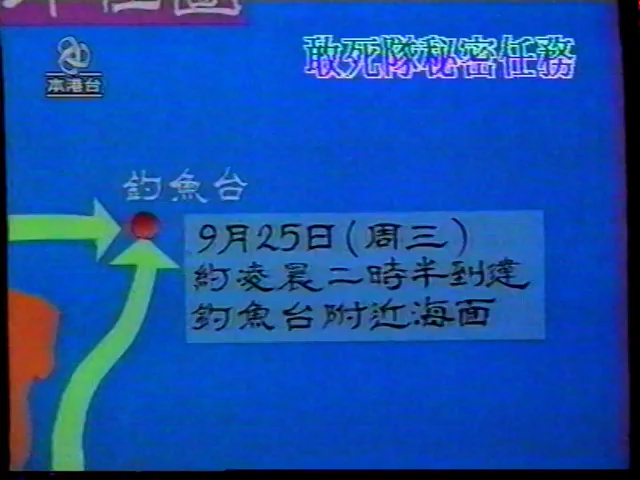 敢死隊秘密任務
本港台
釣魚台
9月25日(周三)
約凌晨二時半到達
釣魚台附近海面